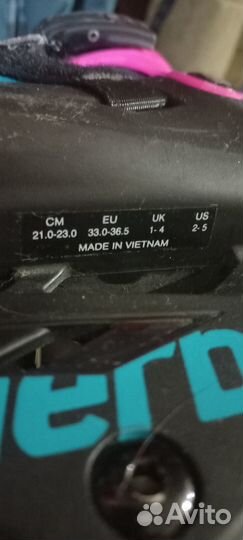 CM EU UK US
21.0-23.0 33.0-36.5 1-4 2-5
MADE IN VIETNAM
erb
Avito